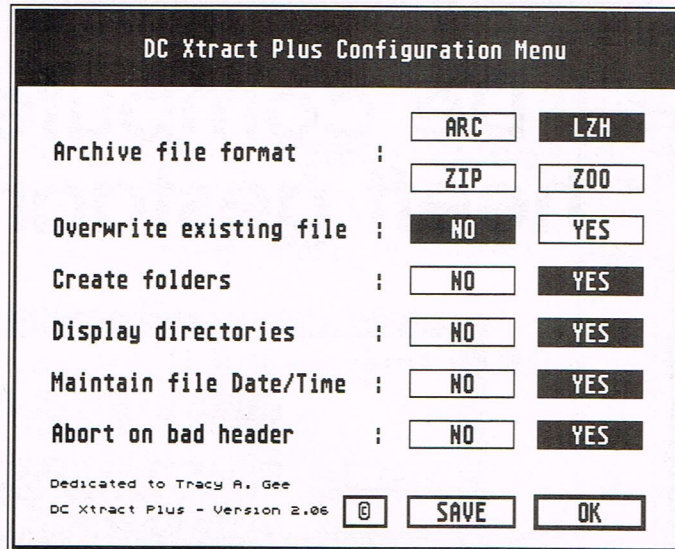 DC Xtract Plus Configuration Menu
ARC LZH
Archive file format :
ZIP ZOO
Overwrite existing file : NO YES
Create folders : NO YES
Display directories : NO YES
Maintain file Date/Time : NO YES
Abort on bad header : NO YES
Dedicated to Tracy A. Gee
DC Xtract Plus - Version 2.06 © SAVE OK